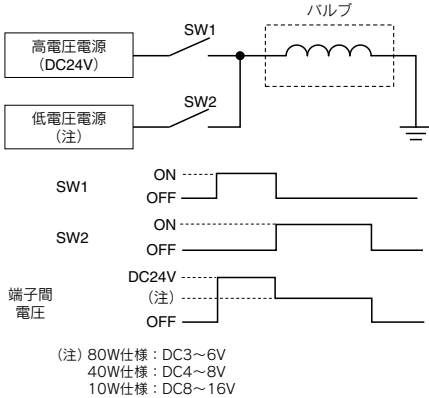 バルブ
SW1
高電圧電源
（DC24V）
SW2
低電圧電源
（注）
ON
SW1
OFF
ON
SW2
OFF
DC24V
端子間
電圧
（注）
OFF
（注）80W仕様：DC3～6V
40W仕様：DC4～8V
10W仕様：DC8～16V